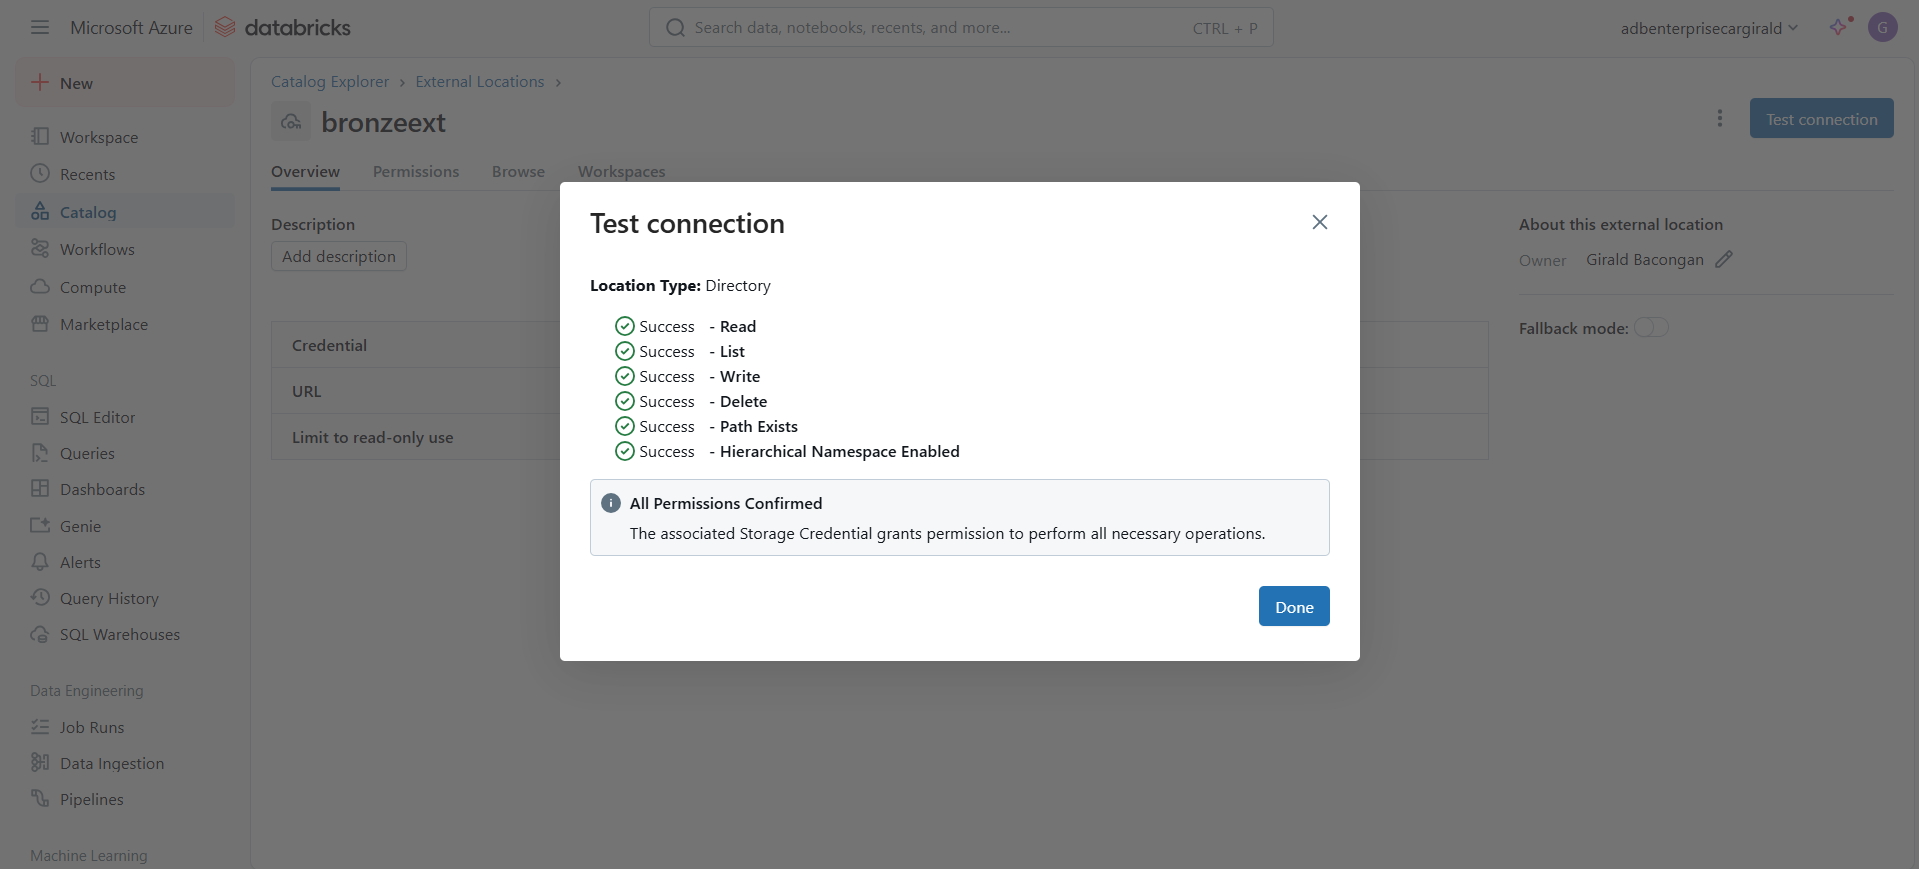 Microsoft Azure databricks
Search data, notebooks, recents, and more... CTRL + P
adbenterprisecargirald
G
New
Workspace
Recents
Catalog
Workflows
Compute
Marketplace
SQL
SQL Editor
Queries
Dashboards
Genie
Alerts
Query History
SQL Warehouses
Data Engineering
Job Runs
Data Ingestion
Pipelines
Machine Learning
Catalog Explorer › External Locations ›
bronzeext
Test connection
Overview Permissions Browse Workspaces
Description
Add description
Credential
URL
Limit to read-only use
About this external location
Owner Girald Bacongan
Fallback mode:
Test connection
Location Type: Directory
Success - Read
Success - List
Success - Write
Success - Delete
Success - Path Exists
Success - Hierarchical Namespace Enabled
All Permissions Confirmed
The associated Storage Credential grants permission to perform all necessary operations.
Done